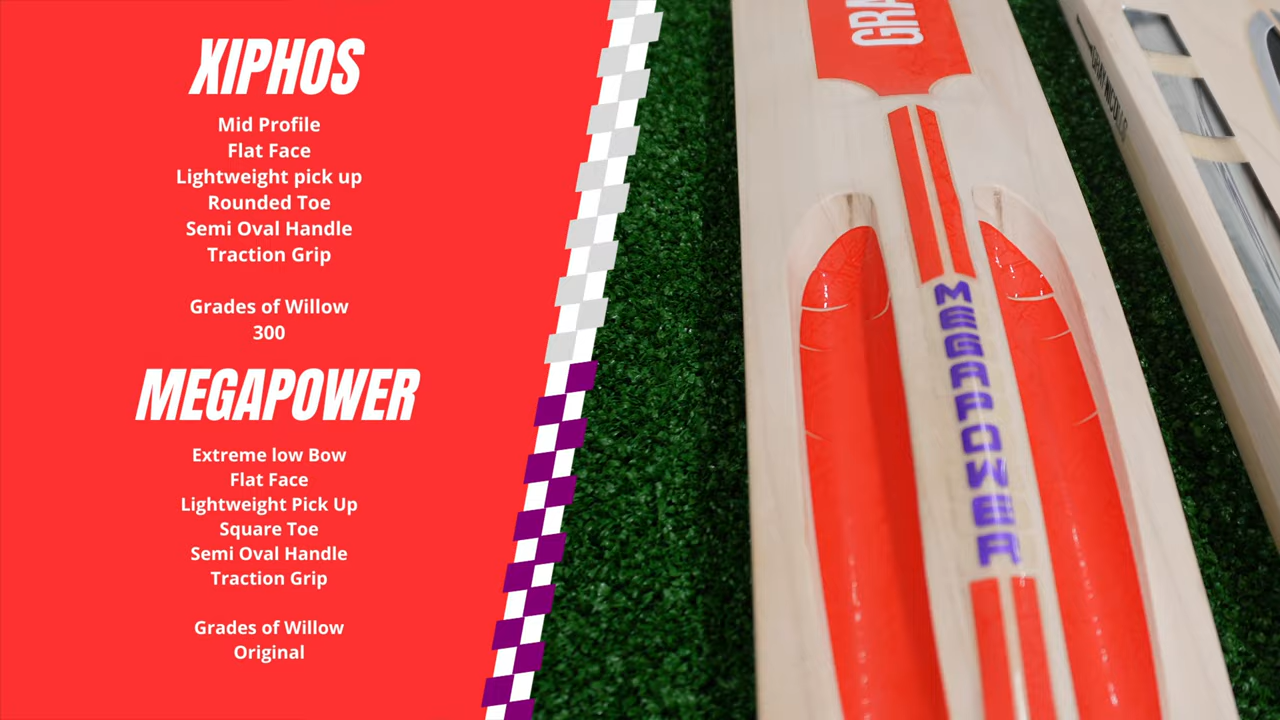 XIPHOS
Mid Profile
Flat Face
Lightweight pick up
Rounded Toe
Semi Oval Handle
Traction Grip
Grades of Willow
300
MEGAPOWER
Extreme low Bow
Flat Face
Lightweight Pick Up
Square Toe
Semi Oval Handle
Traction Grip
Grades of Willow
Original
GRA
MEGAPOWER